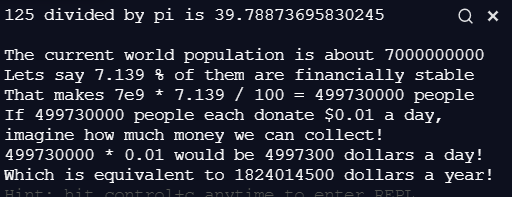 125 divided by pi is 39.78873695830245
The current world population is about 7000000000
Lets say 7.139 % of them are financially stable
That makes 7e9 * 7.139 / 100 = 499730000 people
If 499730000 people each donate $0.01 a day,
imagine how much money we can collect!
499730000 * 0.01 would be 4997300 dollars a day!
Which is equivalent to 1824014500 dollars a year!
Hint: hit control+c anytime to enter REPL.